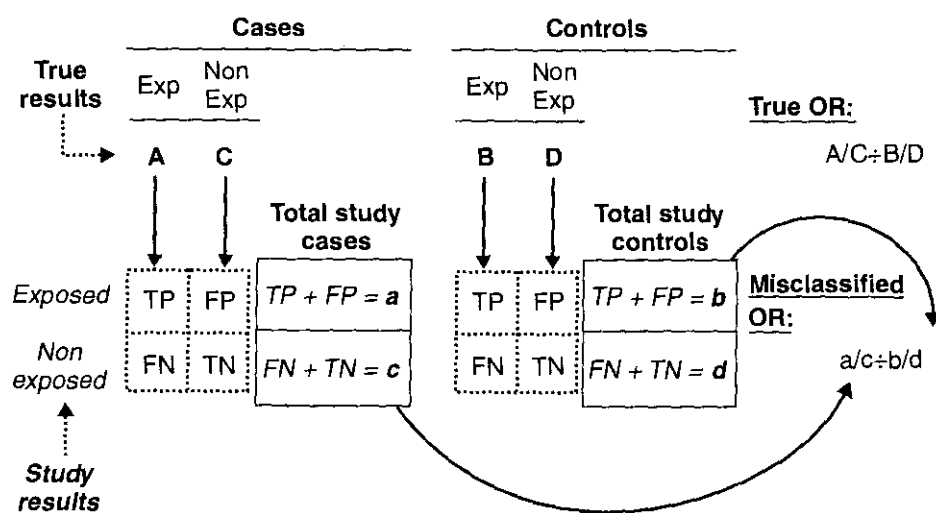 Cases Controls
True results
Exp Non Exp
Exp Non Exp
True OR:
A C B D
A/C÷B/D
Total study cases
Total study controls
Exposed TP FP TP + FP = a TP FP TP + FP = b
Misclassified OR:
Non exposed FN TN FN + TN = c FN TN FN + TN = d
a/c÷b/d
Study results